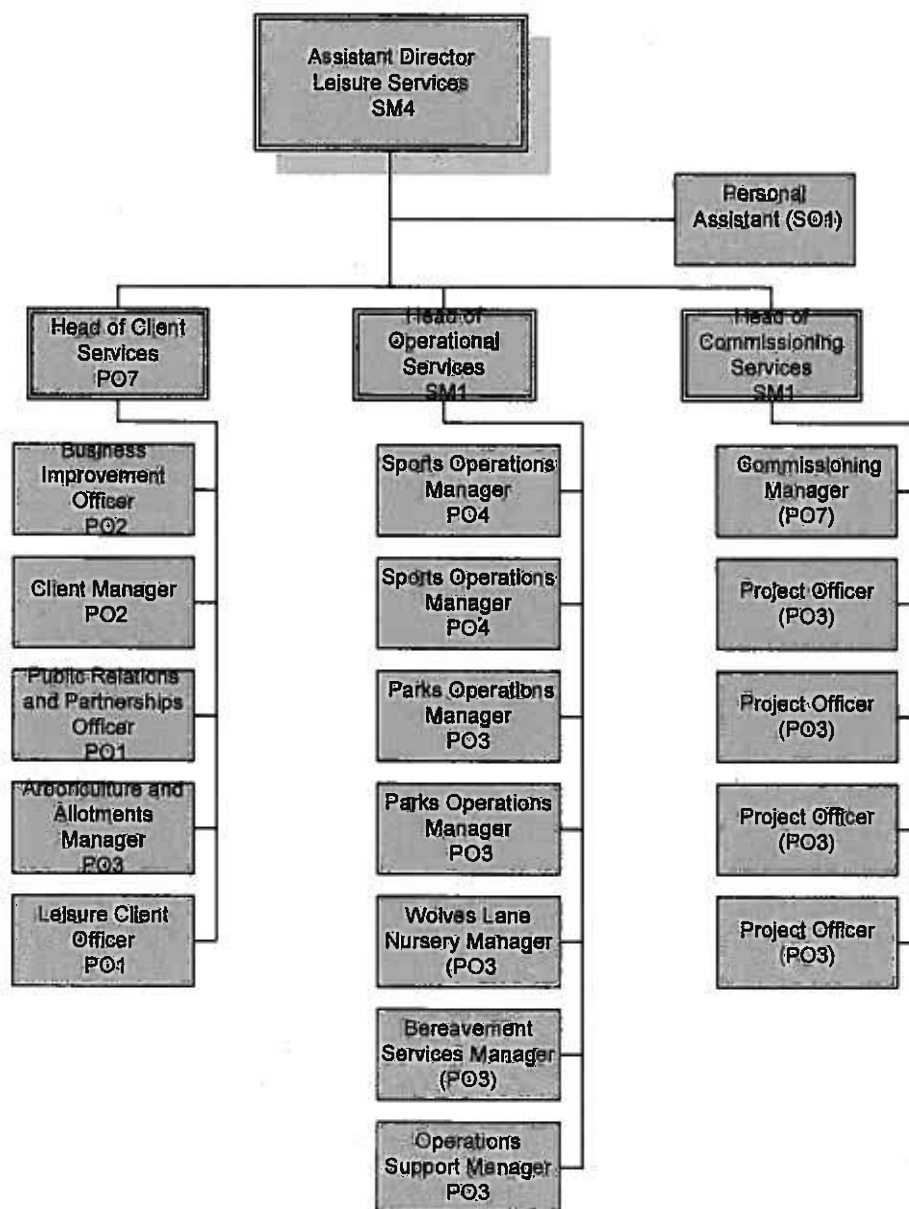 Assistant Director
Leisure Services
SM4
Personal
Assistant (SO1)
Head of Client
Services
PO7
Head of
Operational
Services
SM1
Head of
Commissioning
Services
SM1
Business
Improvement
Officer
PO2
Client Manager
PO2
Public Relations
and Partnerships
Officer
PO1
Arboriculture and
Allotments
Manager
PO3
Leisure Client
Officer
PO1
Sports Operations
Manager
PO4
Sports Operations
Manager
PO4
Parks Operations
Manager
PO3
Parks Operations
Manager
PO3
Wolves Lane
Nursery Manager
(PO3
Bereavement
Services Manager
(PO3)
Operations
Support Manager
PO3
Commissioning
Manager
(PO7)
Project Officer
(PO3)
Project Officer
(PO3)
Project Officer
(PO3)
Project Officer
(PO3)